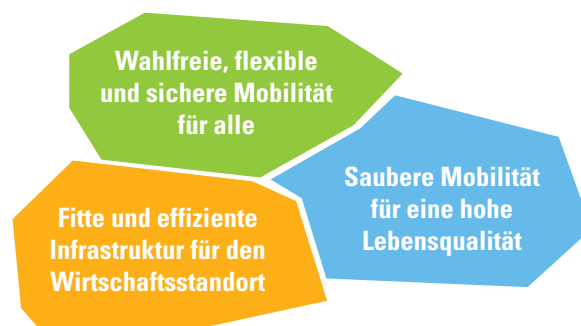 Wahlfreie, flexible
und sichere Mobilität
für alle
Saubere Mobilität
für eine hohe
Lebensqualität
Fitte und effiziente
Infrastruktur für den
Wirtschaftsstandort